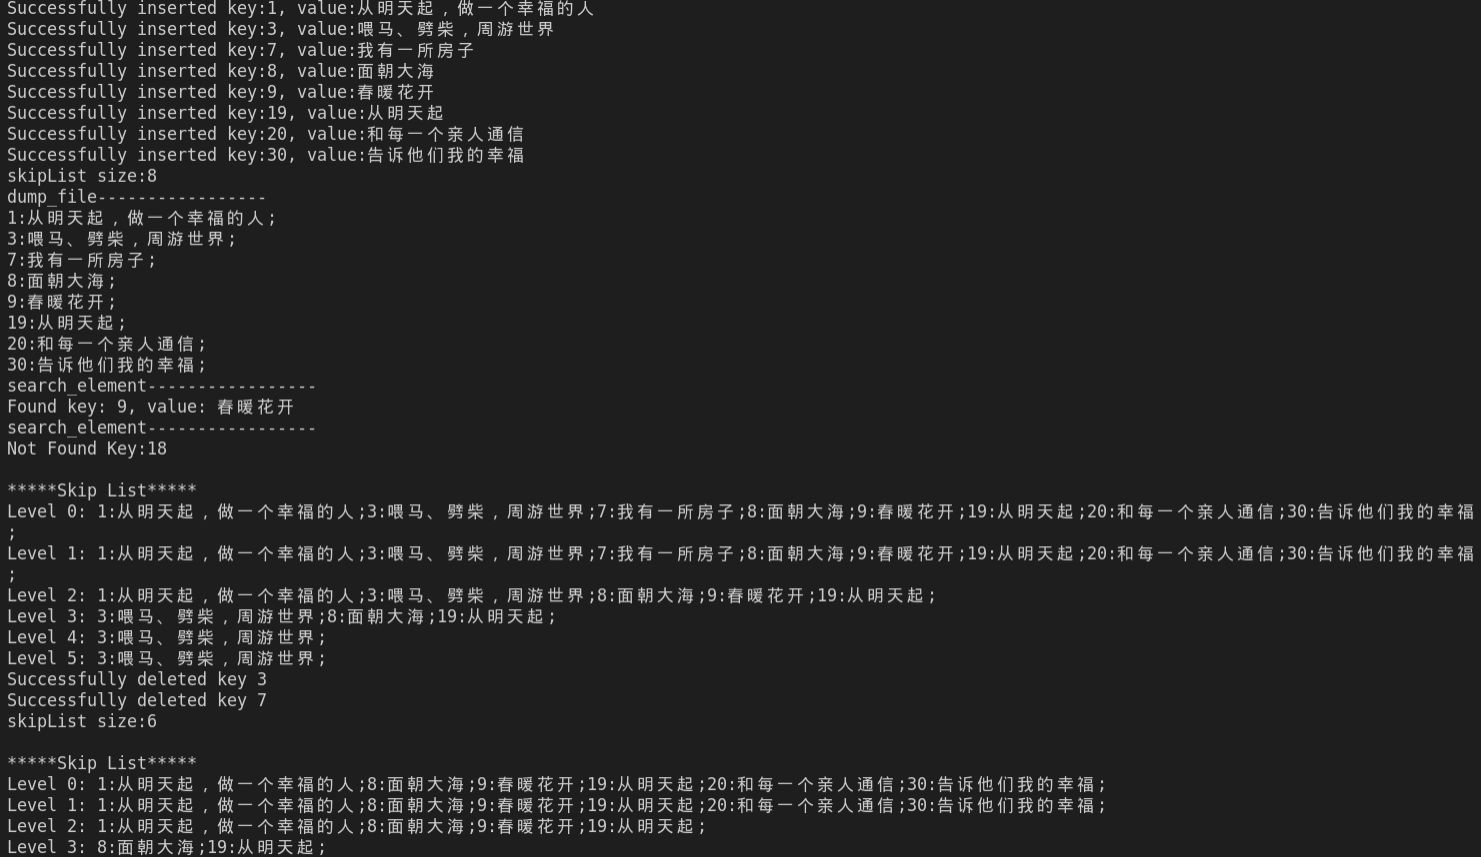 Successfully inserted key:1, value:从明天起，做一个幸福的人
Successfully inserted key:3, value:喂马、劈柴，周游世界
Successfully inserted key:7, value:我有一所房子
Successfully inserted key:8, value:面朝大海
Successfully inserted key:9, value:春暖花开
Successfully inserted key:19, value:从明天起
Successfully inserted key:20, value:和每一个亲人通信
Successfully inserted key:30, value:告诉他们我的幸福
skipList size:8
dump_file-----------------
1:从明天起，做一个幸福的人;
3:喂马、劈柴，周游世界;
7:我有一所房子;
8:面朝大海;
9:春暖花开;
19:从明天起;
20:和每一个亲人通信;
30:告诉他们我的幸福;
search_element-----------------
Found key: 9, value: 春暖花开
search_element-----------------
Not Found Key:18
*****Skip List*****
Level 0: 1:从明天起，做一个幸福的人;3:喂马、劈柴，周游世界;7:我有一所房子;8:面朝大海;9:春暖花开;19:从明天起;20:和每一个亲人通信;30:告诉他们我的幸福
;
Level 1: 1:从明天起，做一个幸福的人;3:喂马、劈柴，周游世界;7:我有一所房子;8:面朝大海;9:春暖花开;19:从明天起;20:和每一个亲人通信;30:告诉他们我的幸福
;
Level 2: 1:从明天起，做一个幸福的人;3:喂马、劈柴，周游世界;8:面朝大海;9:春暖花开;19:从明天起;
Level 3: 3:喂马、劈柴，周游世界;8:面朝大海;19:从明天起;
Level 4: 3:喂马、劈柴，周游世界;
Level 5: 3:喂马、劈柴，周游世界;
Successfully deleted key 3
Successfully deleted key 7
skipList size:6
*****Skip List*****
Level 0: 1:从明天起，做一个幸福的人;8:面朝大海;9:春暖花开;19:从明天起;20:和每一个亲人通信;30:告诉他们我的幸福;
Level 1: 1:从明天起，做一个幸福的人;8:面朝大海;9:春暖花开;19:从明天起;20:和每一个亲人通信;30:告诉他们我的幸福;
Level 2: 1:从明天起，做一个幸福的人;8:面朝大海;9:春暖花开;19:从明天起;
Level 3: 8:面朝大海;19:从明天起;